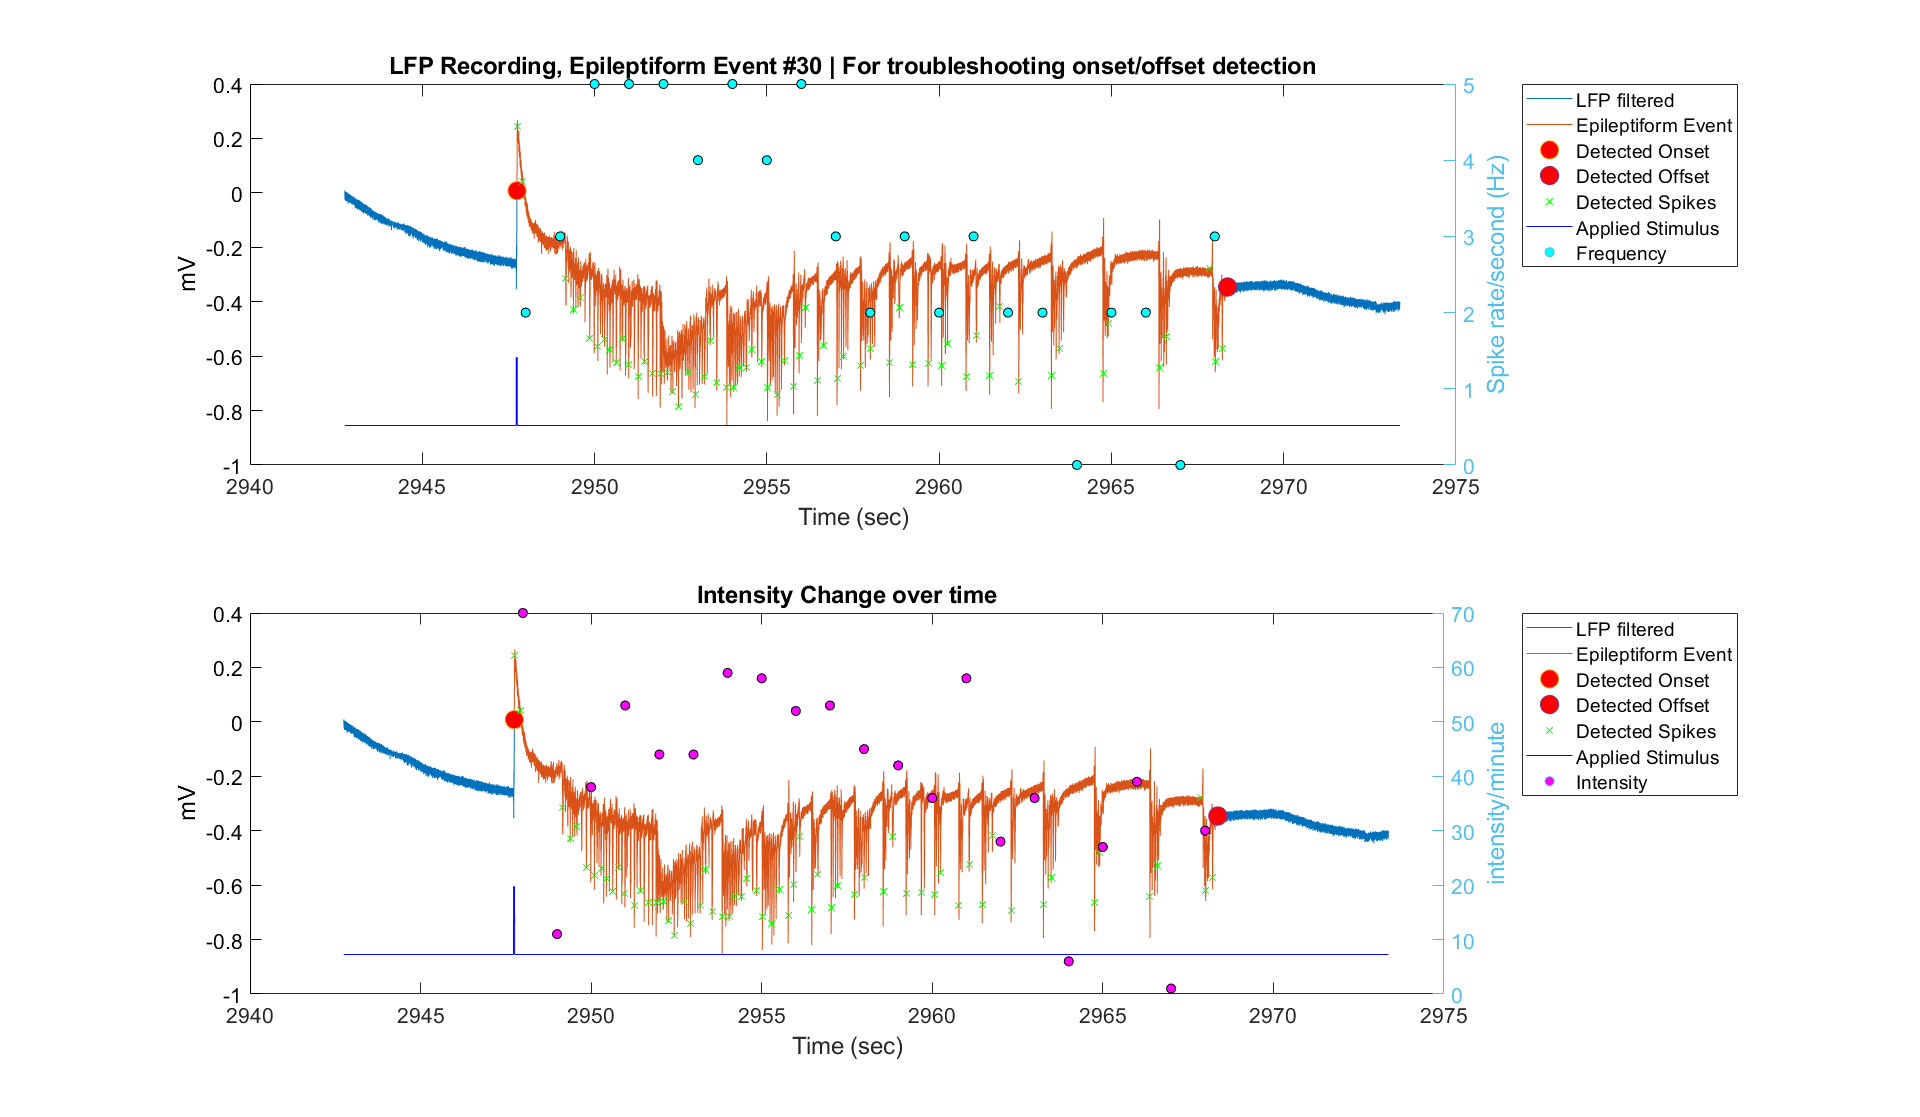 LFP Recording, Epileptiform Event #30 | For troubleshooting onset/offset detection
0.4
0.2
0
-0.2
-0.4
-0.6
-0.8
-1
mV
5
4
3
2
1
0
Spike rate/second (Hz)
2940 2945 2950 2955 2960 2965 2970 2975
Time (sec)
LFP filtered
Epileptiform Event
Detected Onset
Detected Offset
Detected Spikes
Applied Stimulus
Frequency
Intensity Change over time
0.4
0.2
0
-0.2
-0.4
-0.6
-0.8
-1
mV
70
60
50
40
30
20
10
0
intensity/minute
2940 2945 2950 2955 2960 2965 2970 2975
Time (sec)
LFP filtered
Epileptiform Event
Detected Onset
Detected Offset
Detected Spikes
Applied Stimulus
Intensity